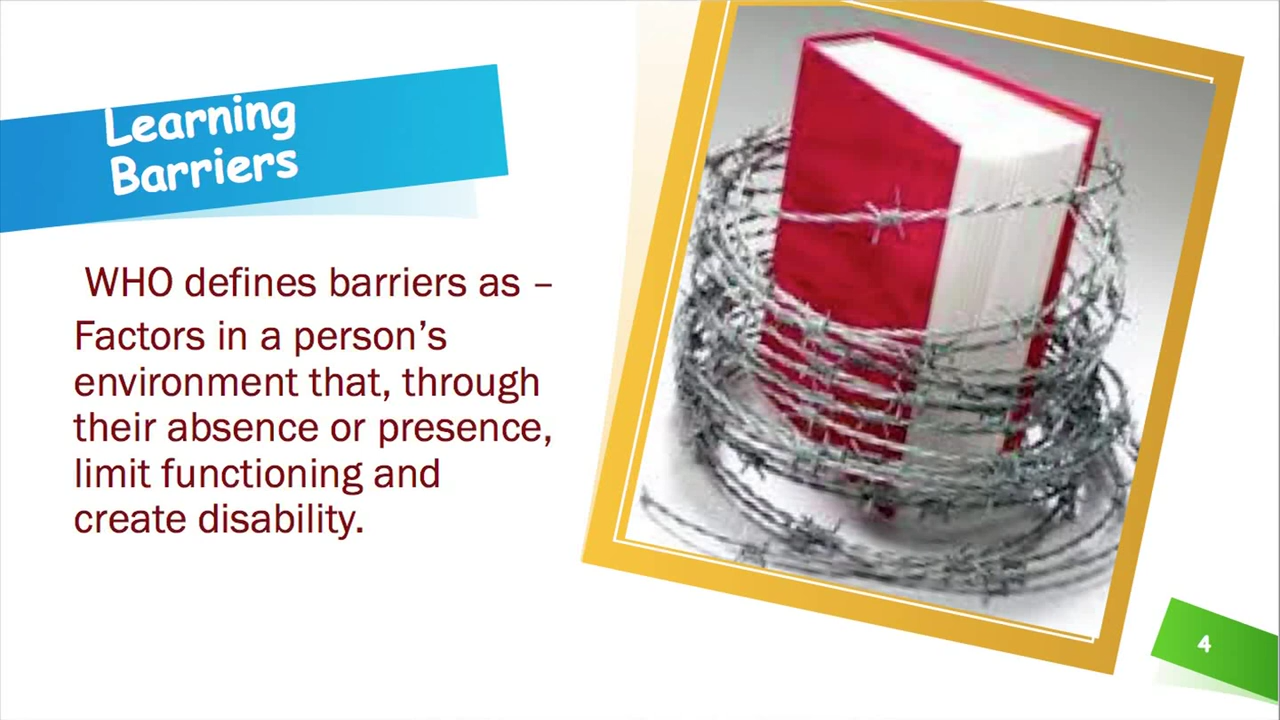 Learning
Barriers
WHO defines barriers as –
Factors in a person’s
environment that, through
their absence or presence,
limit functioning and
create disability.
4